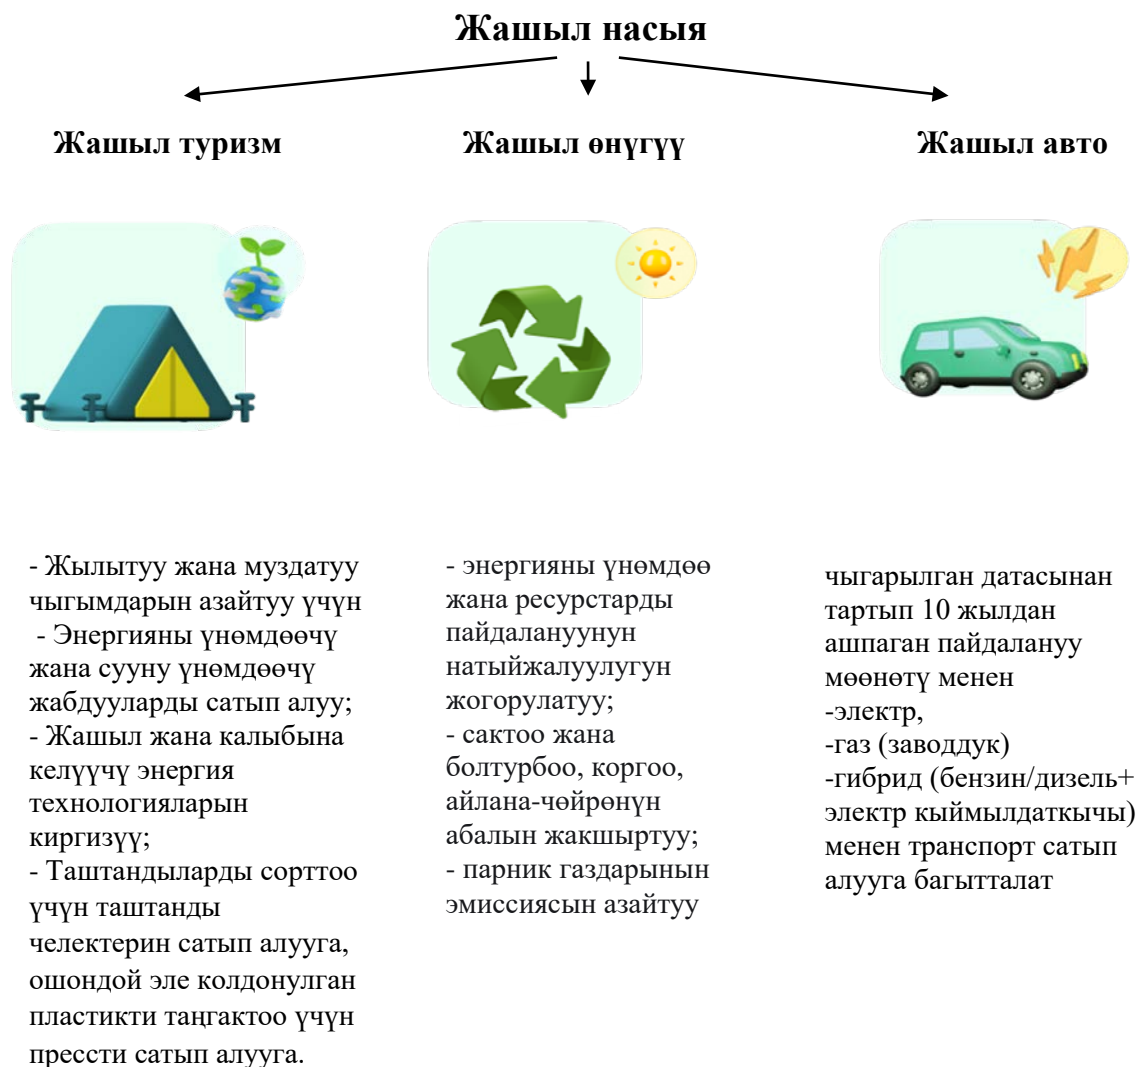 Жашыл насыя
Жашыл туризм
Жашыл өнүгүү
Жашыл авто
- Жылытуу жана муздатуу
чыгымдарын азайтуу үчүн
- Энергияны үнөмдөөчү
жана сууну үнөмдөөчү
жабдууларды сатып алуу;
- Жашыл жана калыбына
келүүчү энергия
технологияларын
киргизүү;
- Таштандыларды сорттоо
үчүн таштанды
челектерин сатып алууга,
ошондой эле колдонулган
пластикти таңгактоо үчүн
прессти сатып алууга.
- энергияны үнөмдөө
жана ресурстарды
пайдалануунун
натыйжалуулугун
жогорулатуу;
- сактоо жана
болтурбоо, коргоо,
айлана-чөйрөнүн
абалын жакшыртуу;
- парник газдарынын
эмиссиясын азайтуу
чыгарылган датасынан
тартып 10 жылдан
ашпаган пайдалануу
мөөнөтү менен
-электр,
-газ (заводдук)
-гибрид (бензин/дизель+
электр кыймылдаткычы)
менен транспорт сатып
алууга багытталат